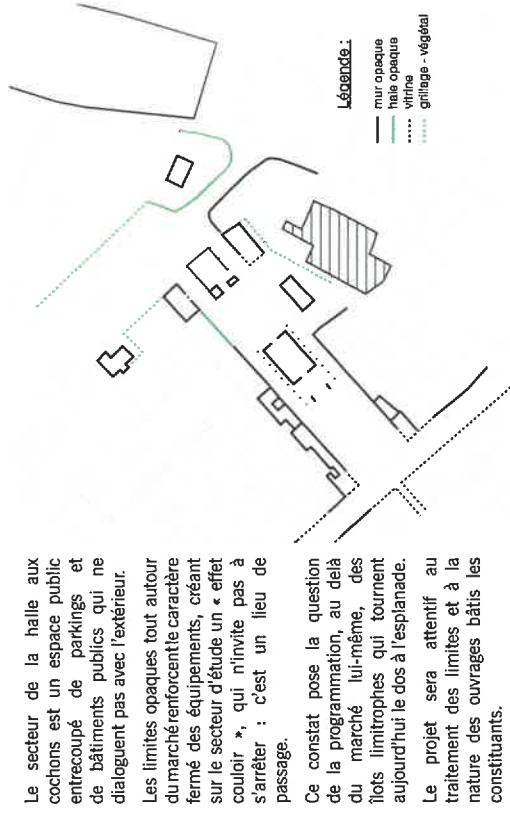 Le secteur de la halle aux
cochons est un espace public
entrecoupé de parkings et
de bâtiments publics qui ne
dialoguent pas avec l'extérieur.
Les limites opaques tout autour
du marché renforcent le caractère
fermé des équipements, créant
sur le secteur d'étude un « effet
couloir », qui n'invite pas à
s'arrêter : c'est un lieu de
passage.
Ce constat pose la question
de la programmation, au delà
du marché lui-même, des
îlots limitrophes qui tournent
aujourd'hui le dos à l'esplanade.
Le projet sera attentif au
traitement des limites et à la
nature des ouvrages bâtis les
constituants.
Légende :
mur opaque
haie opaque
vitrine
grillage - végétal